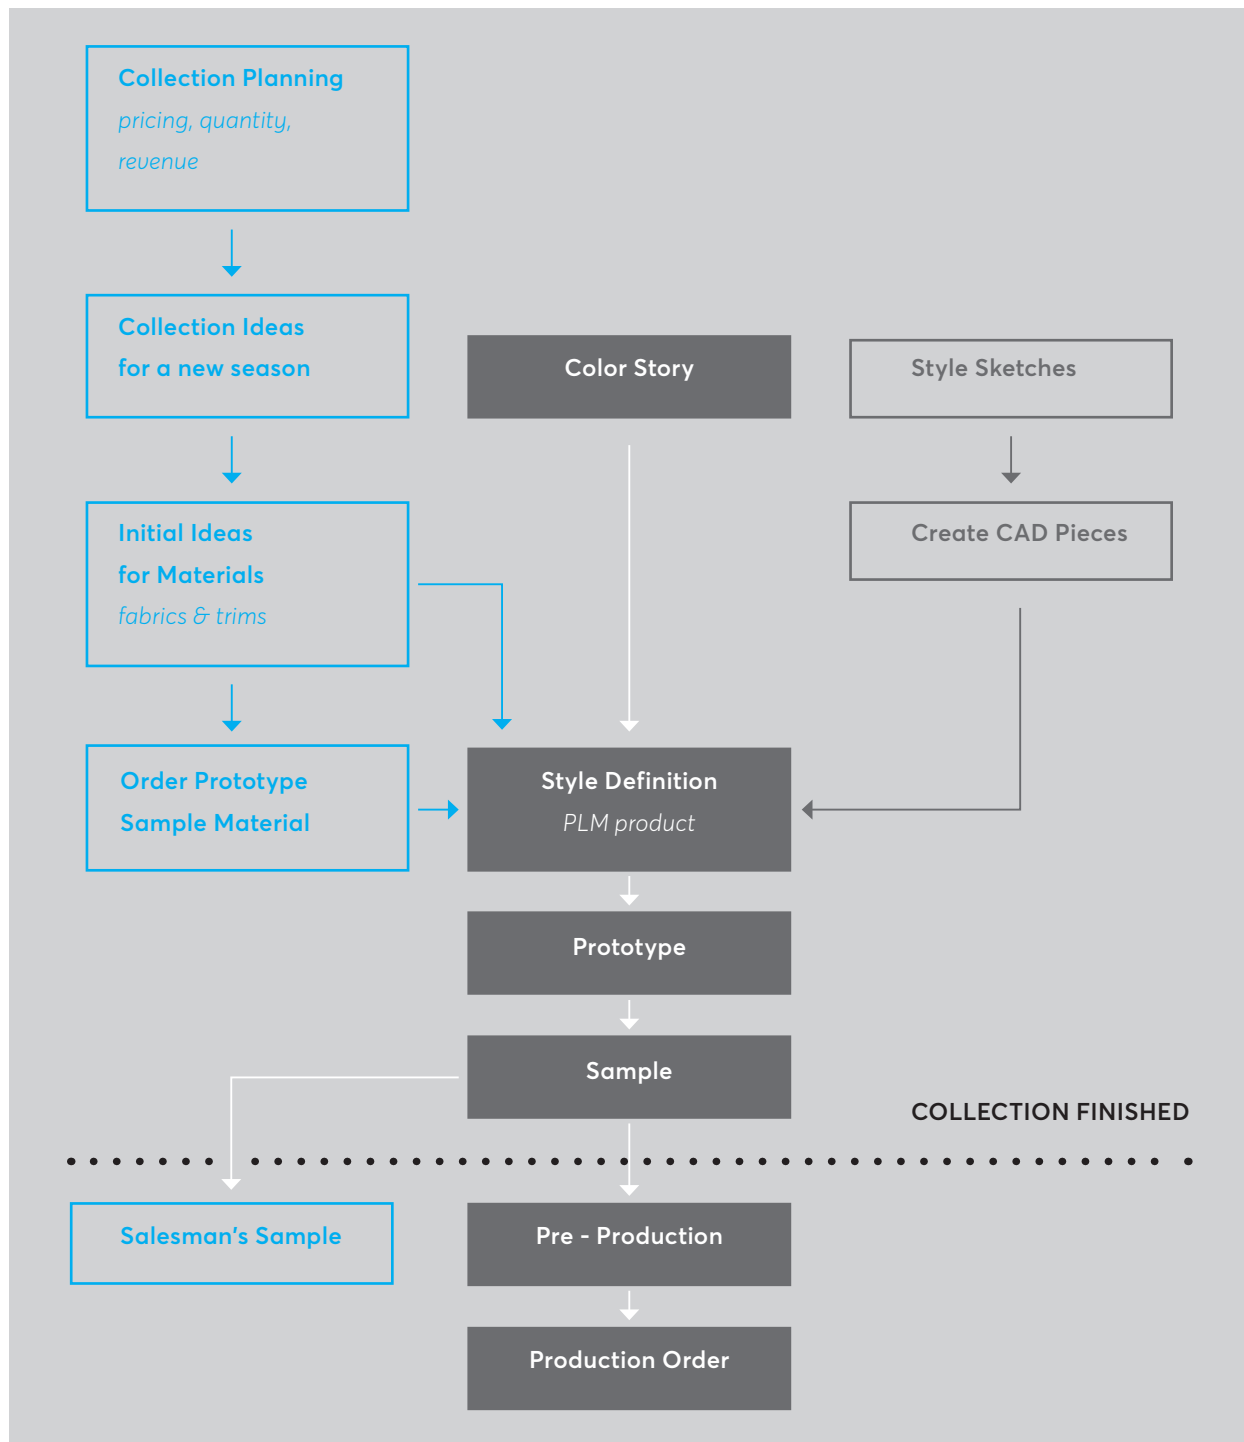 Collection Planning
pricing, quantity,
revenue
Collection Ideas
for a new season
Color Story
Style Sketches
Initial Ideas
for Materials
fabrics & trims
Create CAD Pieces
Order Prototype
Sample Material
Style Definition
PLM product
Prototype
Sample
COLLECTION FINISHED
Salesman's Sample
Pre - Production
Production Order